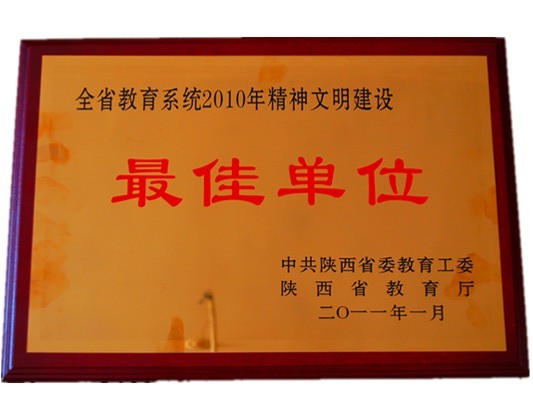 全省教育系统2010年精神文明建设
最佳单位
中共陕西省委教育工委
陕西省教育厅
二〇一一年一月